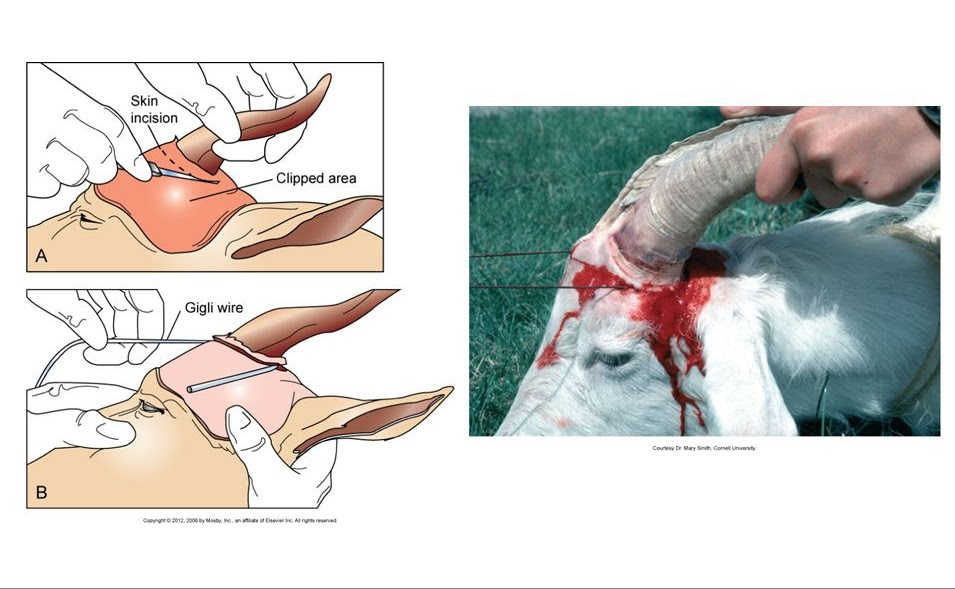 Skin
incision
Clipped area
A
Gigli wire
B
Copyright © 2012, 2006 by Mosby, Inc., an affiliate of Elsevier Inc. All rights reserved.
Courtesy Dr. Mary Smith, Cornell University.